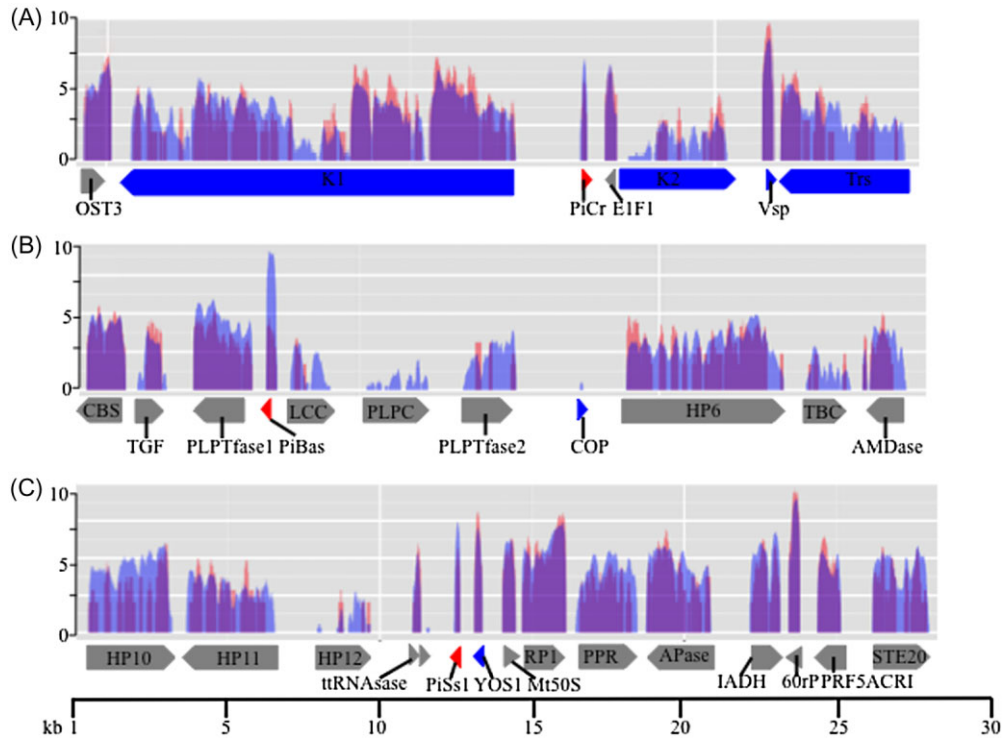 (A)
10
5
0
K1
K2
Trs
OST3
PiCr E1F1
Vsp
(B)
10
5
0
CBS
LCC
PLPC
HP6
TBC
TGF
PLPTfase1 PiBas
PLPTfase2
COP
AMDase
(C)
10
5
0
HP10
HP11
HP12
RP1
PPR
APase
STE20
ttRNAsase
PiSs1 YOS1 Mt50S
IADH 60rP PRF5ACRI
kb 1 5 10 15 20 25 30